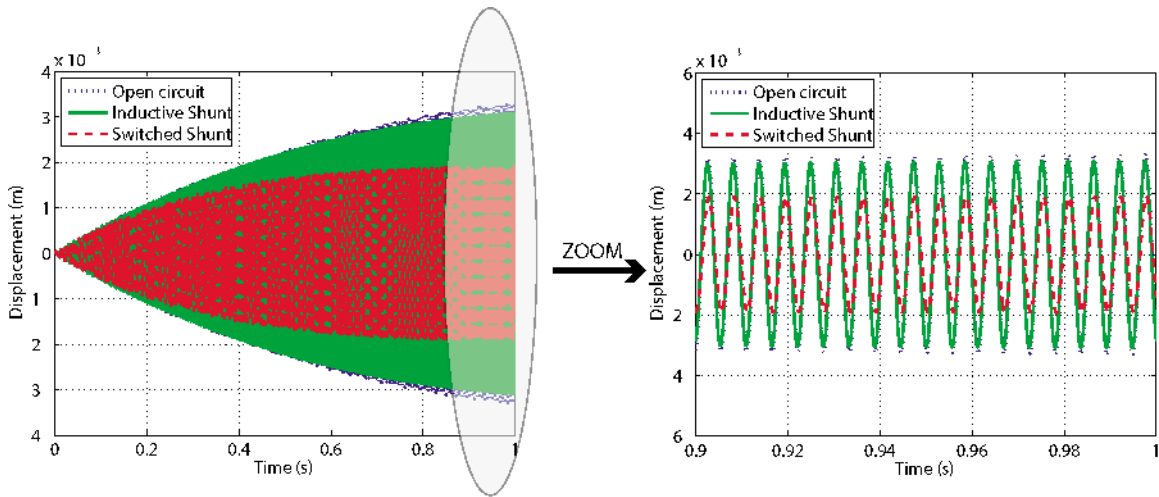 x 10
Open circuit
Inductive Shunt
Switched Shunt
4
3
2
1
0
1
2
3
4
0
0.2
0.4
0.6
0.8
1
Displacement (m)
Time (s)
ZOOM
x 10
Open circuit
Inductive Shunt
Switched Shunt
6
4
2
0
2
4
6
0.9
0.92
0.94
0.96
0.98
1
Displacement (m)
Time (s)